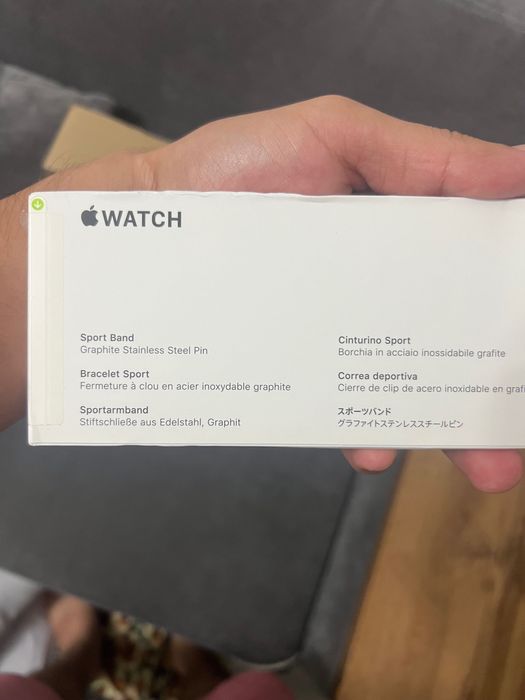 WATCH
Sport Band
Graphite Stainless Steel Pin
Bracelet Sport
Fermeture à clou en acier inoxydable graphite
Sportarmband
Stiftschließe aus Edelstahl, Graphit
Cinturino Sport
Borchia in acciaio inossidabile grafite
Correa deportiva
Cierre de clip de acero inoxidable en
スポーツバンド
グラファイトステンレススチールピン